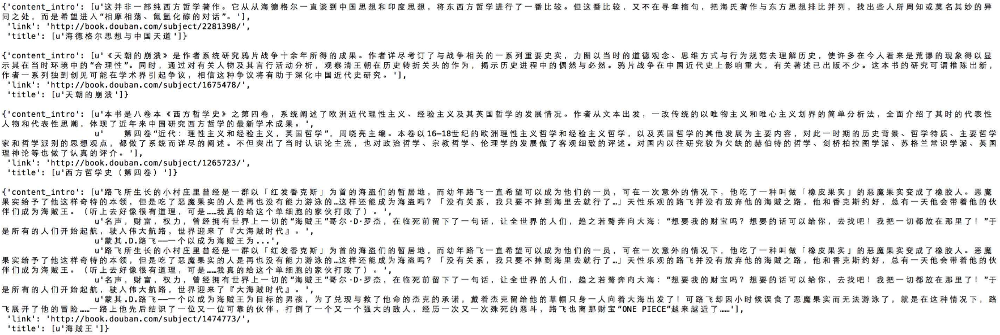 {'content_intro': [u'这并非一部纯西方哲学著作。它从从海德格尔一直谈到中国思想和印度思想，将东西方哲学进行了一番比较。但这番比较，又不在寻章摘句，把海氏著作与东方思想排比并列，找出些人所周知或莫名其妙的异
同之处，而是希望进入“相摩相荡、氤氲化醇的对话”。'],
'link': 'http://book.douban.com/subject/2281398/',
'title': [u'海德格尔思想与中国天道']}
{'content_intro': [u'《天朝的崩溃》是作者系统研究鸦片战争十余年所得的成果。作者详尽考订了与战争相关的一系列重要史实，力图以当时的道德观念、思维方式与行为规范去理解历史，使许多在今人看来是荒谬的现象得以显
示其在当时环境中的“合理性”。同时，通过对有关人物及其言行活动分析，观察清王朝在历史转折关头的作为，揭示历史进程中的偶然与必然。鸦片战争在中国近代史上影响重大，有关著述已出版不少。这本书的研究可谓推陈出新，
作者一系列独到创见可能在学术界引起争议，相信这种争议将有助于深化中国近代史研究。'],
'link': 'http://book.douban.com/subject/1675478/',
'title': [u'天朝的崩溃']}
{'content_intro': [u'本书是八卷本《西方哲学史》之第四卷，系统阐述了欧洲近代理性主义、经验主义及其英国哲学的发展情况。作者从文本出发，一改传统的以唯物主义和唯心主义划界的简单分析法，全面介绍了其时的代表性
人物和代表性思潮，体现了近年来中国研究西方哲学的最新学术成果。',
u'　　第四卷“近代：理性主义和经验主义，英国哲学”，周晓亮主编。本卷以16—18世纪的欧洲理性主义哲学和经验主义哲学，以及英国哲学的其他发展为主要内容，对此一时期的历史背景、哲学特质、主要哲学
家和哲学派别的思想观点，都做了系统而详尽的阐述。不但突出了当时认识论主流，也对政治哲学、宗教哲学、伦理学的发展做了客观细致的评述。对国内以往研究较为欠缺的赫伯特的哲学、剑桥柏拉图学派、苏格兰常识学派、英国
理神论等也做了认真的评介。'],
'link': 'http://book.douban.com/subject/1265723/',
'title': [u'西方哲学史（第四卷）']}
{'content_intro': [u'路飞所生长的小村庄里曾经是一群以「红发香克斯」为首的海盗们的暂居地，而幼年路飞一直希望可以成为他们的一员，可在一次意外的情况下，他吃了一种叫做「橡皮果实」的恶魔果实变成了橡胶人。恶魔
果实给予了他这样奇特的本领，但是吃了恶魔果实的人是再也没有能力游泳的…这样还能成为海盗吗？「没有关系，我只要不掉到海里去就行了…」天性乐观的路飞并没有放弃他的海贼之路，他和香克斯约好，总有一天他会带着他的伙
伴们成为海贼王。（听上去好像很有道理，可是……我真的给这个单细胞的家伙打败了）。',
u'名声，财富，权力，曾经拥有世界上一切的“海贼王”哥尔·D·罗杰，在临死前留下了一句话，让全世界的人们，趋之若鹜奔向大海：“想要我的财宝吗？想要的话可以给你，去找吧！我把一切都放在那里了！”于
是所有的人们开始起航，驶入伟大航路，世界迎来了『大海贼时代』。',
u'蒙其.D.路飞——一个以成为海贼王为...',
u'路飞所生长的小村庄里曾经是一群以「红发香克斯」为首的海盗们的暂居地，而幼年路飞一直希望可以成为他们的一员，可在一次意外的情况下，他吃了一种叫做「橡皮果实」的恶魔果实变成了橡胶人。恶魔
果实给予了他这样奇特的本领，但是吃了恶魔果实的人是再也没有能力游泳的…这样还能成为海盗吗？「没有关系，我只要不掉到海里去就行了…」天性乐观的路飞并没有放弃他的海贼之路，他和香克斯约好，总有一天他会带着他的伙
伴们成为海贼王。（听上去好像很有道理，可是……我真的给这个单细胞的家伙打败了）。',
u'名声，财富，权力，曾经拥有世界上一切的“海贼王”哥尔·D·罗杰，在临死前留下了一句话，让全世界的人们，趋之若鹜奔向大海：“想要我的财宝吗？想要的话可以给你，去找吧！我把一切都放在那里了！”于
是所有的人们开始起航，驶入伟大航路，世界迎来了『大海贼时代』。',
u'蒙其.D.路飞——一个以成为海贼王为目标的男孩，为了兑现与救了他命的杰克的承诺，戴着杰克留给他的草帽只身一人向着大海出发了！可路飞却因小时候误食了恶魔果实而无法游泳了，就是在这种情况下，路
飞展开了他的冒险……一路上他先后结识了一位又一位可靠的伙伴，打倒了一个又一个强大的敌人，经历一次又一次殊死的恶斗，路飞也离那财宝“ONE PIECE”越来越近了……'],
'link': 'http://book.douban.com/subject/1474773/',
'title': [u'海贼王']}